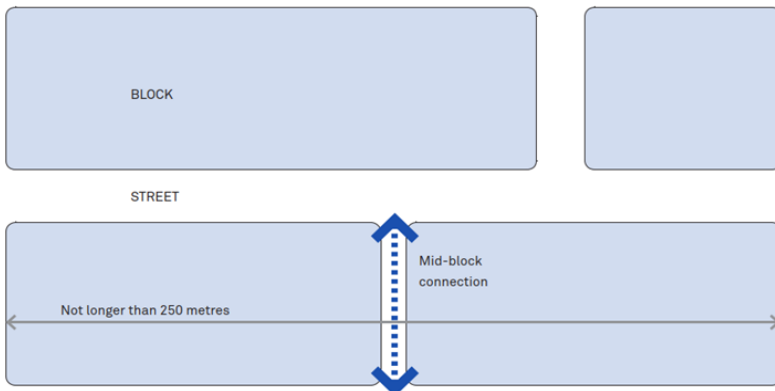 BLOCK
STREET
Mid-block
connection
Not longer than 250 metres